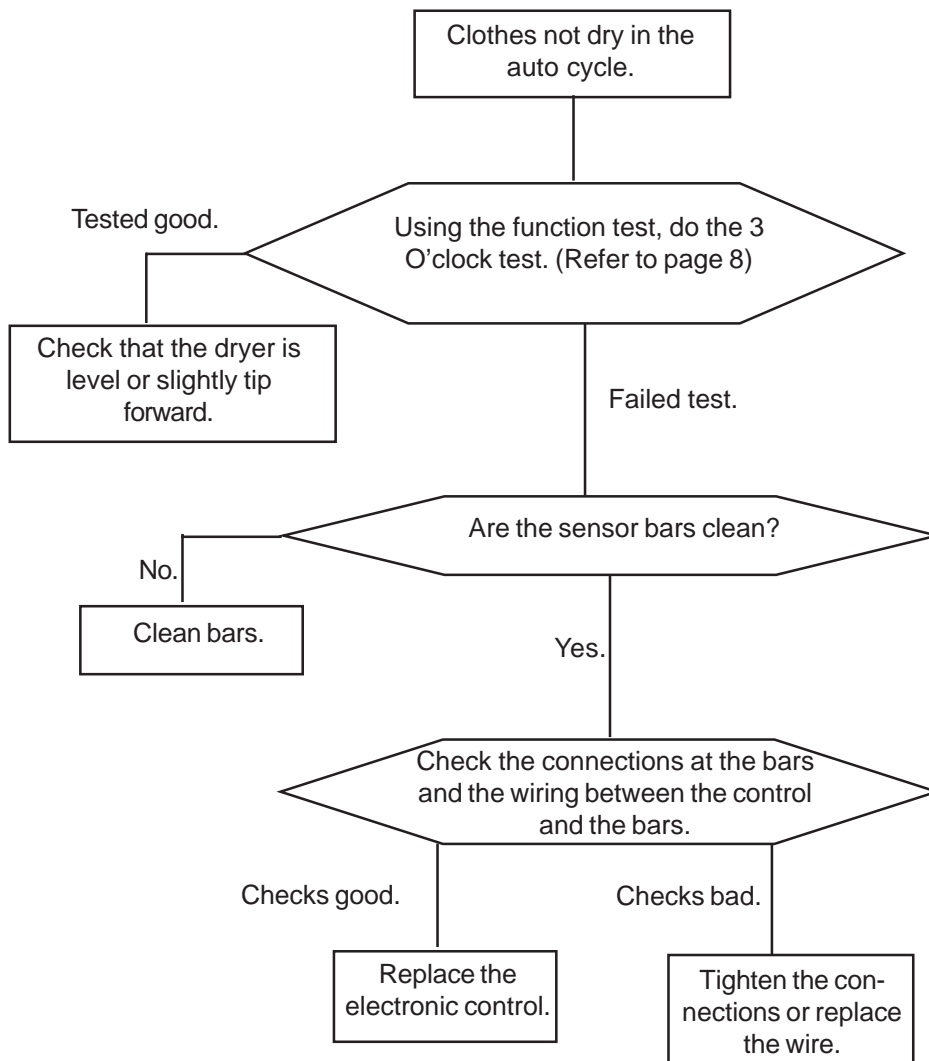 Clothes not dry in the
auto cycle.
Tested good.
Using the function test, do the 3
O'clock test. (Refer to page 8)
Check that the dryer is
level or slightly tip
forward.
Failed test.
Are the sensor bars clean?
No.
Clean bars.
Yes.
Check the connections at the bars
and the wiring between the control
and the bars.
Checks good.
Checks bad.
Replace the
electronic control.
Tighten the con-
nections or replace
the wire.